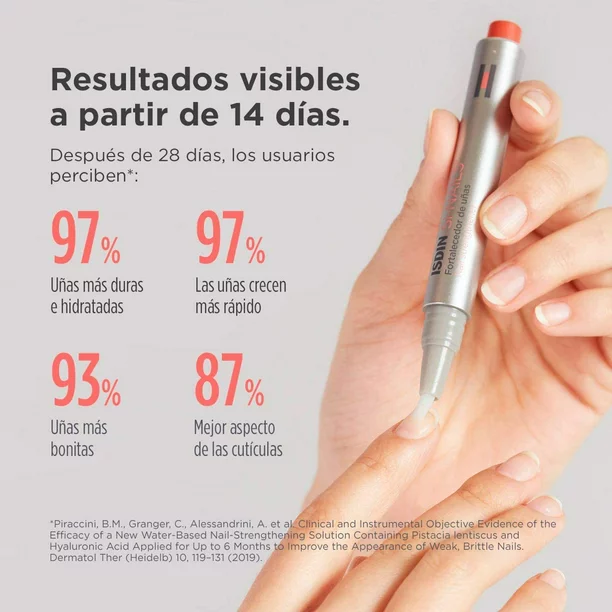 Resultados visibles
a partir de 14 días.
Después de 28 días, los usuarios
perciben*:
97%
Uñas más duras
e hidratadas
97%
Las uñas crecen
más rápido
93%
Uñas más
bonitas
87%
Mejor aspecto
de las cutículas
ISDIN
Fortalecedor de uñas
*Piraccini, B.M., Granger, C., Alessandrini, A. et al. Clinical and Instrumental Objective Evidence of the
Efficacy of a New Water-Based Nail-Strengthening Solution Containing Pistacia lentiscus and
Hyaluronic Acid Applied for Up to 6 Months to Improve the Appearance of Weak, Brittle Nails.
Dermatol Ther (Heidelb) 10, 119–131 (2019).